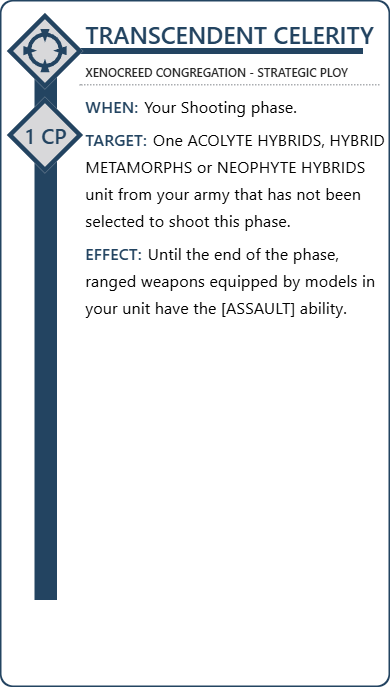 TRANSCENDENT CELERITY
XENOCREED CONGREGATION - STRATEGIC PLOY
WHEN: Your Shooting phase.
1 CP
TARGET: One ACOLYTE HYBRIDS, HYBRID
METAMORPHS or NEOPHYTE HYBRIDS
unit from your army that has not been
selected to shoot this phase.
EFFECT: Until the end of the phase,
ranged weapons equipped by models in
your unit have the [ASSAULT] ability.